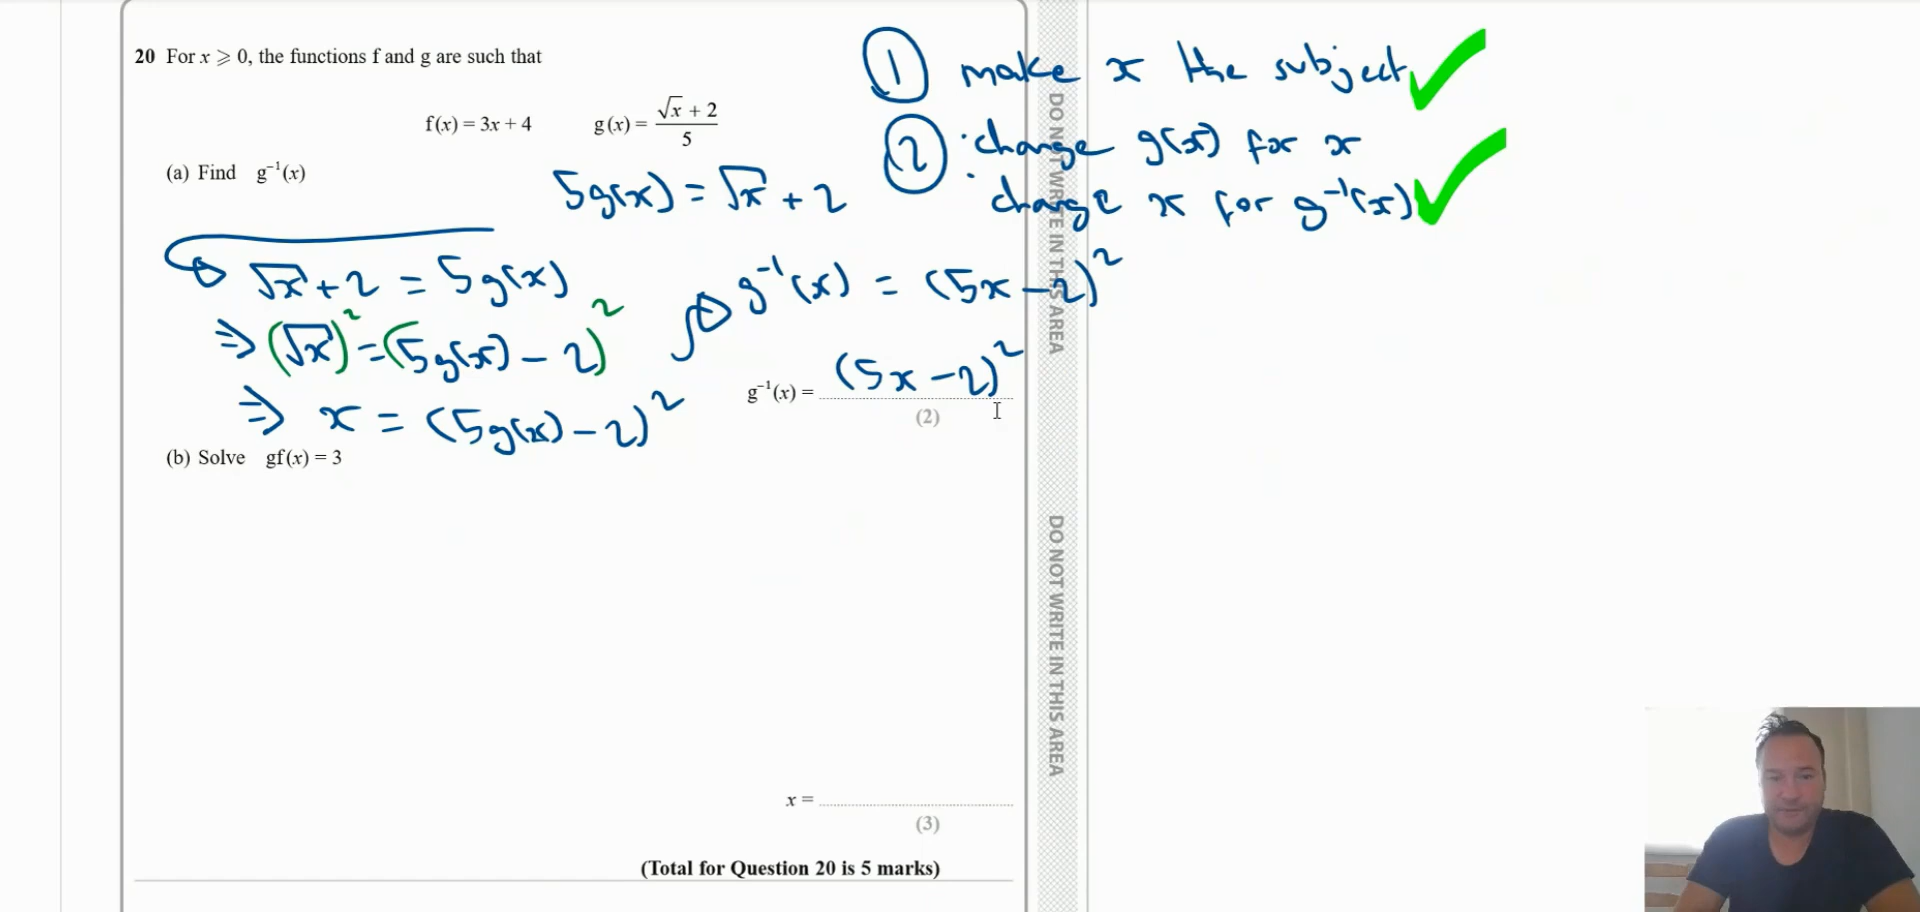 20 For x ⩾ 0, the functions f and g are such that
f(x) = 3x + 4    g(x) = (√x + 2)/5
(a) Find g⁻¹(x)
5g(x) = √x + 2
√x + 2 = 5g(x)
⇒ (√x)² = (5g(x) – 2)²
⇒ x = (5g(x) – 2)²
① make x the subject ✓
② · change g(x) for x
· change x for g⁻¹(x) ✓
g⁻¹(x) = (5x – 2)²
g⁻¹(x) = (5x – 2)²
(2)
(b) Solve gf(x) = 3
x =
(3)
(Total for Question 20 is 5 marks)
DO NOT WRITE IN THIS AREA
DO NOT WRITE IN THIS AREA